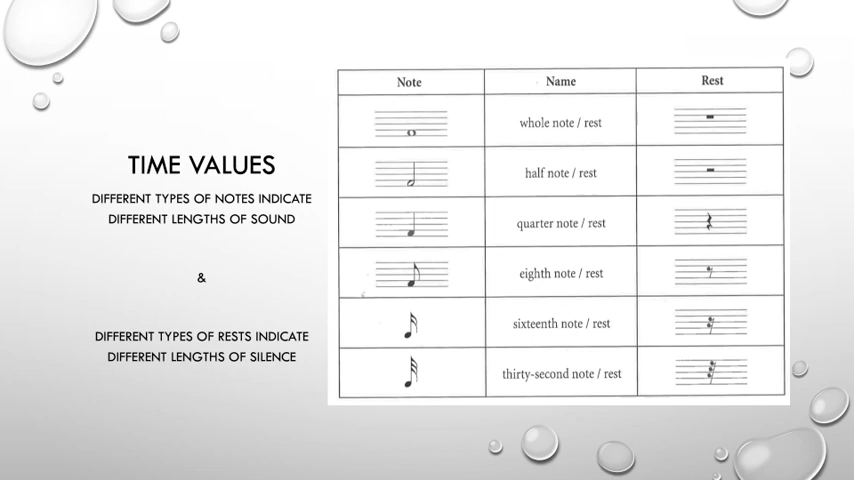 TIME VALUES
DIFFERENT TYPES OF NOTES INDICATE
DIFFERENT LENGTHS OF SOUND
&
DIFFERENT TYPES OF RESTS INDICATE
DIFFERENT LENGTHS OF SILENCE
Note Name Rest
whole note / rest
half note / rest
quarter note / rest
eighth note / rest
sixteenth note / rest
thirty-second note / rest